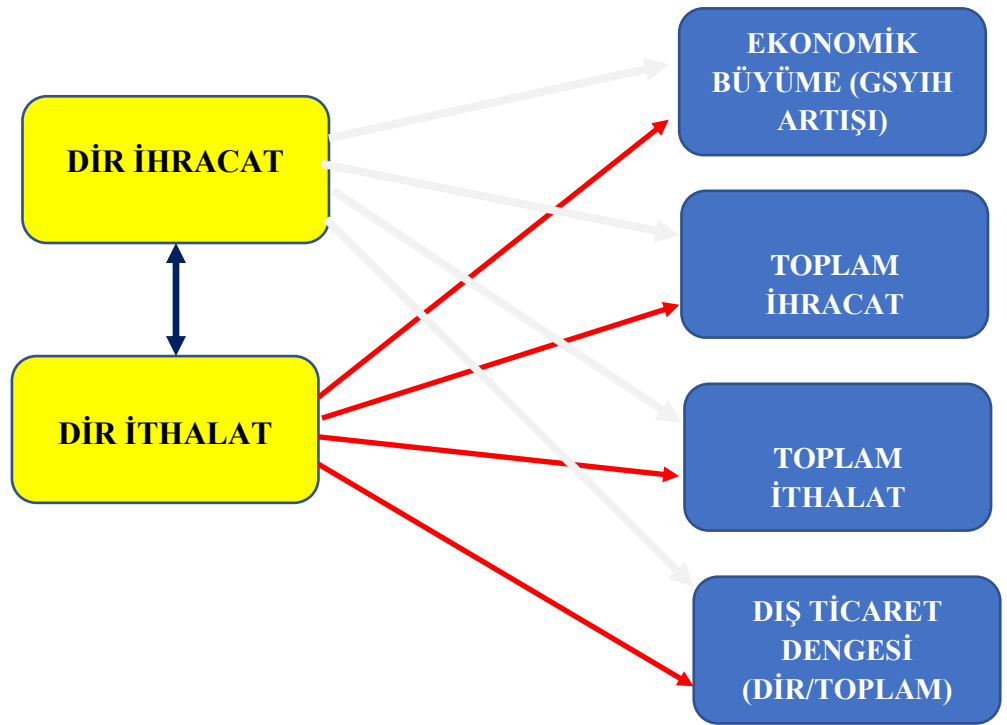 EKONOMİK
BÜYÜME (GSYIH
ARTIŞI)
DİR İHRACAT
TOPLAM
İHRACAT
DİR İTHALAT
TOPLAM
İTHALAT
DIŞ TİCARET
DENGESİ
(DİR/TOPLAM)